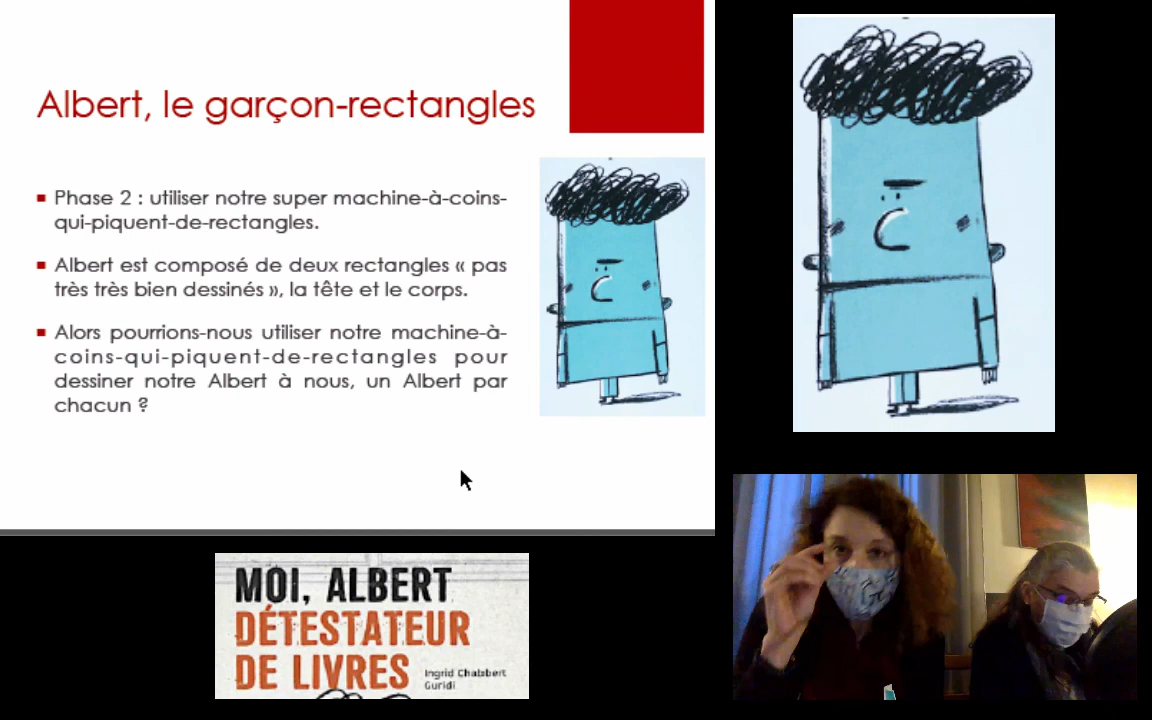 Albert, le garçon-rectangles
Phase 2 : utiliser notre super machine-à-coins-
qui-piquent-de-rectangles.
Albert est composé de deux rectangles « pas
très très bien dessinés », la tête et le corps.
Alors pourrions-nous utiliser notre machine-à-
coins-qui-piquent-de-rectangles pour
dessiner notre Albert à nous, un Albert par
chacun ?
MOI, ALBERT
DÉTESTATEUR
DE LIVRES
Ingrid Chabbert
Guridi